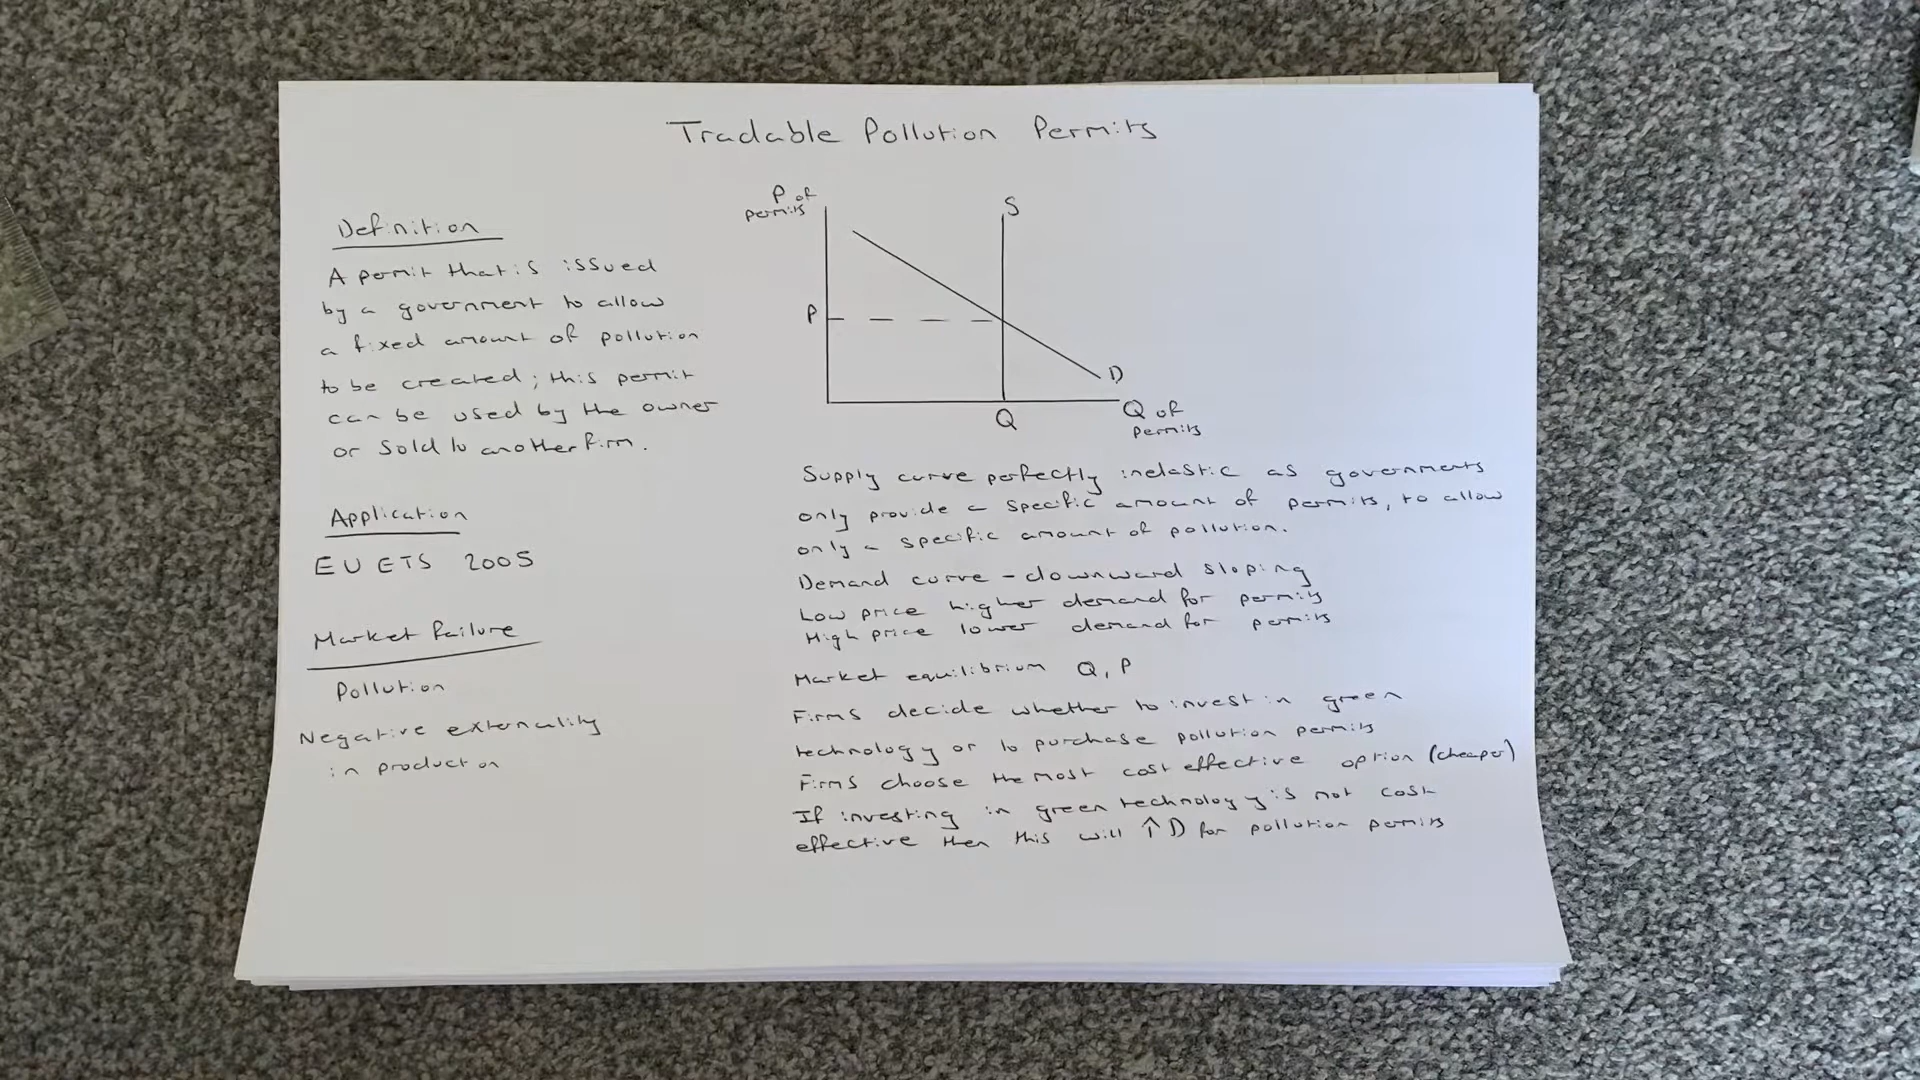 Tradable Pollution Permits
Definition
A permit that is issued
by a government to allow
a fixed amount of pollution
to be created; this permit
can be used by the owner
or sold to another firm.
Application
EU ETS 2005
Market failure
Pollution
Negative externality
in production
P of
permits
S
P
D
Q
Q of
permits
Supply curve perfectly inelastic as governments
only provide a specific amount of permits, to allow
only a specific amount of pollution.
Demand curve - downward sloping
Low price higher demand for permits
High price lower demand for permits
Market equilibrium Q, P
Firms decide whether to invest in green
technology or to purchase pollution permits
Firms choose the most cost effective option (cheaper)
If investing in green technology is not cost
effective then this will ↑ D for pollution permits